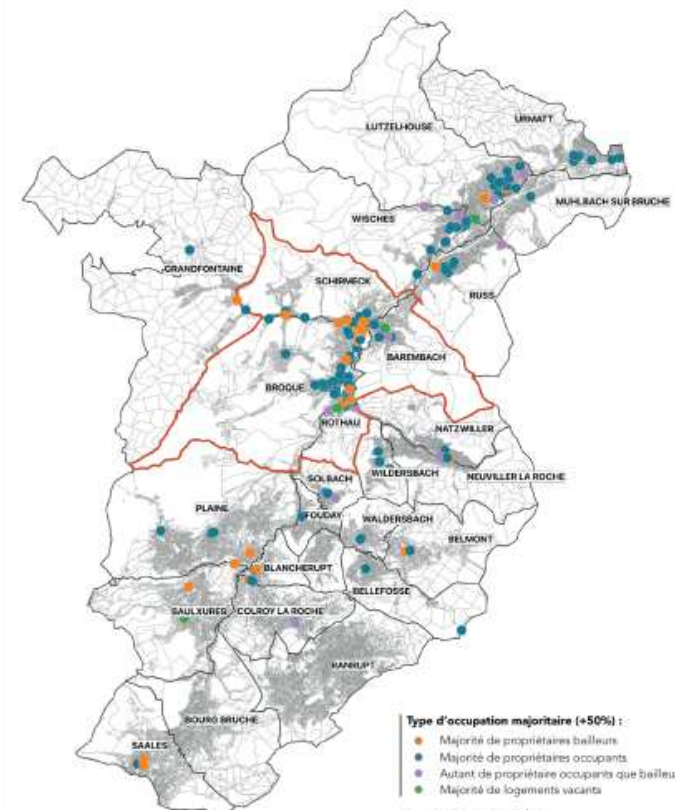 URMATT
LUTZELHOUSE
MUHLBACH SUR BRUCHE
WISCHES
GRANDFONTAINE
SCHIRMECK
RUSS
BAREMBACH
BROQUE
ROTHAU
NATZWILLER
WILDERSBACH
NEUVILLER LA ROCHE
SOLBACH
PLAINE
FOUDAY
WALDERSBACH
BELMONT
BLANCHERUPT
BELLEFOSSE
SAULXURES
COLROY LA ROCHE
RANRUPT
BOURG BRUCHE
SAALES
Type d'occupation majoritaire (+50%) :
Majorité de propriétaires bailleurs
Majorité de propriétaires occupants
Autant de propriétaire occupants que bailleu
Majorité de logements vacants